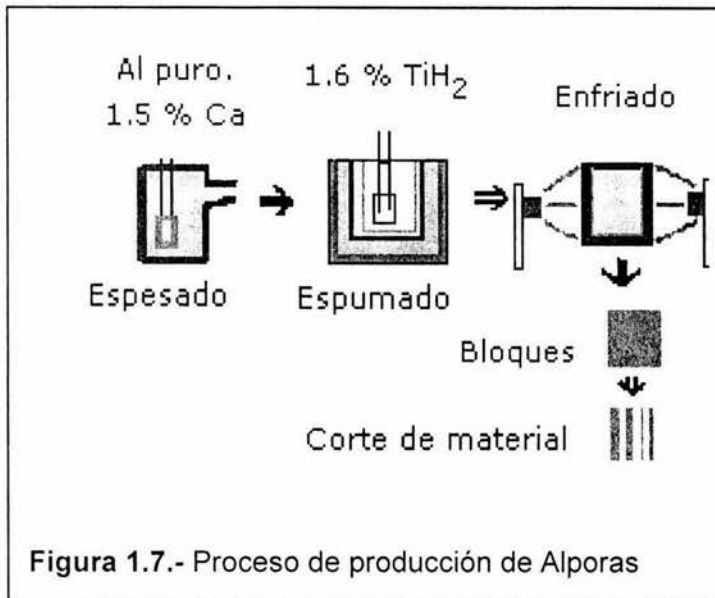 Al puro.
1.5 % Ca
1.6 % TiH₂
Enfriado
Espesado
Espumado
Bloques
Corte de material
Figura 1.7.- Proceso de producción de Alporas